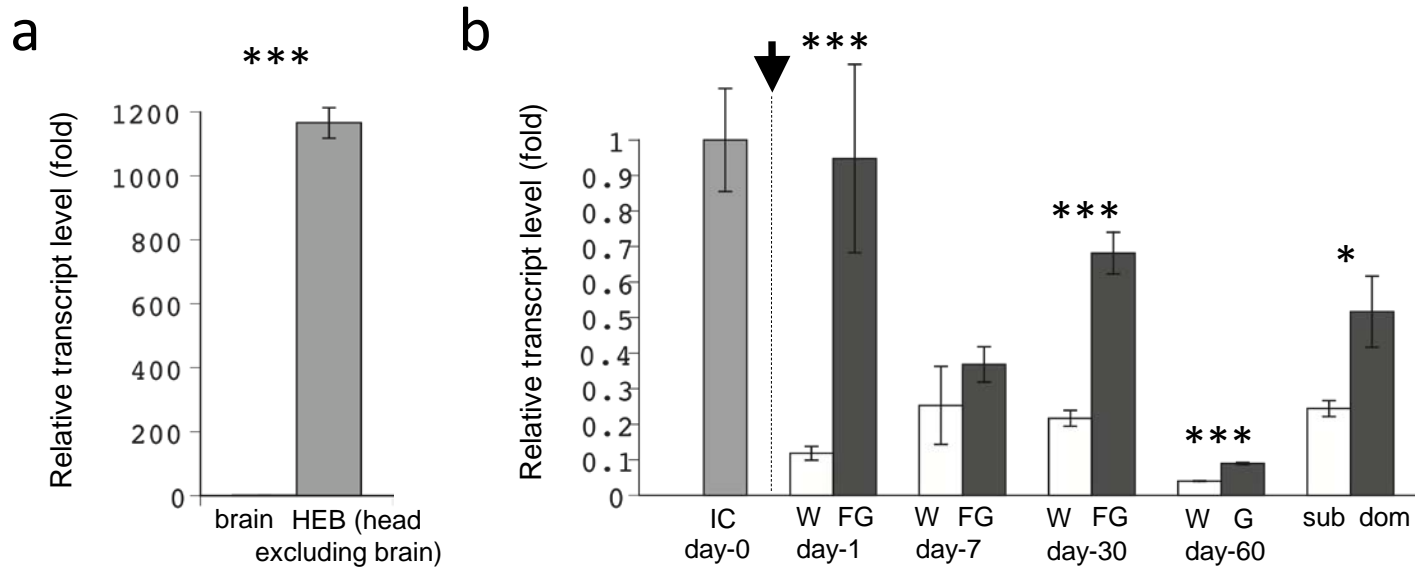 a
***
Relative transcript level (fold)
1200
1000
800
600
400
200
0
brain HEB (head
excluding brain)
b
***
***
*
***
Relative transcript level (fold)
1
0.9
0.8
0.7
0.6
0.5
0.4
0.3
0.2
0.1
0
IC W FG W FG W FG W G sub dom
day-0 day-1 day-7 day-30 day-60